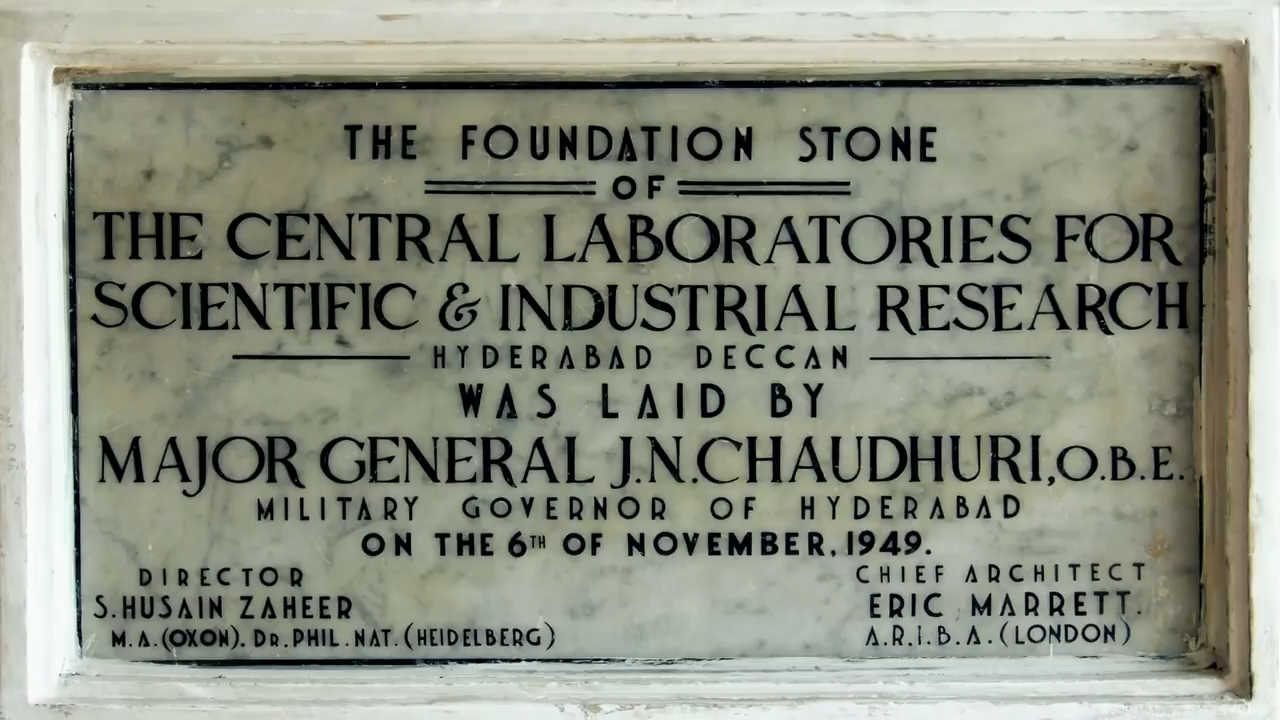 THE FOUNDATION STONE
OF
THE CENTRAL LABORATORIES FOR
SCIENTIFIC & INDUSTRIAL RESEARCH
HYDERABAD DECCAN
WAS LAID BY
MAJOR GENERAL J.N.CHAUDHURI,O.B.E.
MILITARY GOVERNOR OF HYDERABAD
ON THE 6TH OF NOVEMBER, 1949.
DIRECTOR
S.HUSAIN ZAHEER
M.A.(OXON). DR.PHIL.NAT.(HEIDELBERG)
CHIEF ARCHITECT
ERIC MARRETT.
A.R.I.B.A.(LONDON)